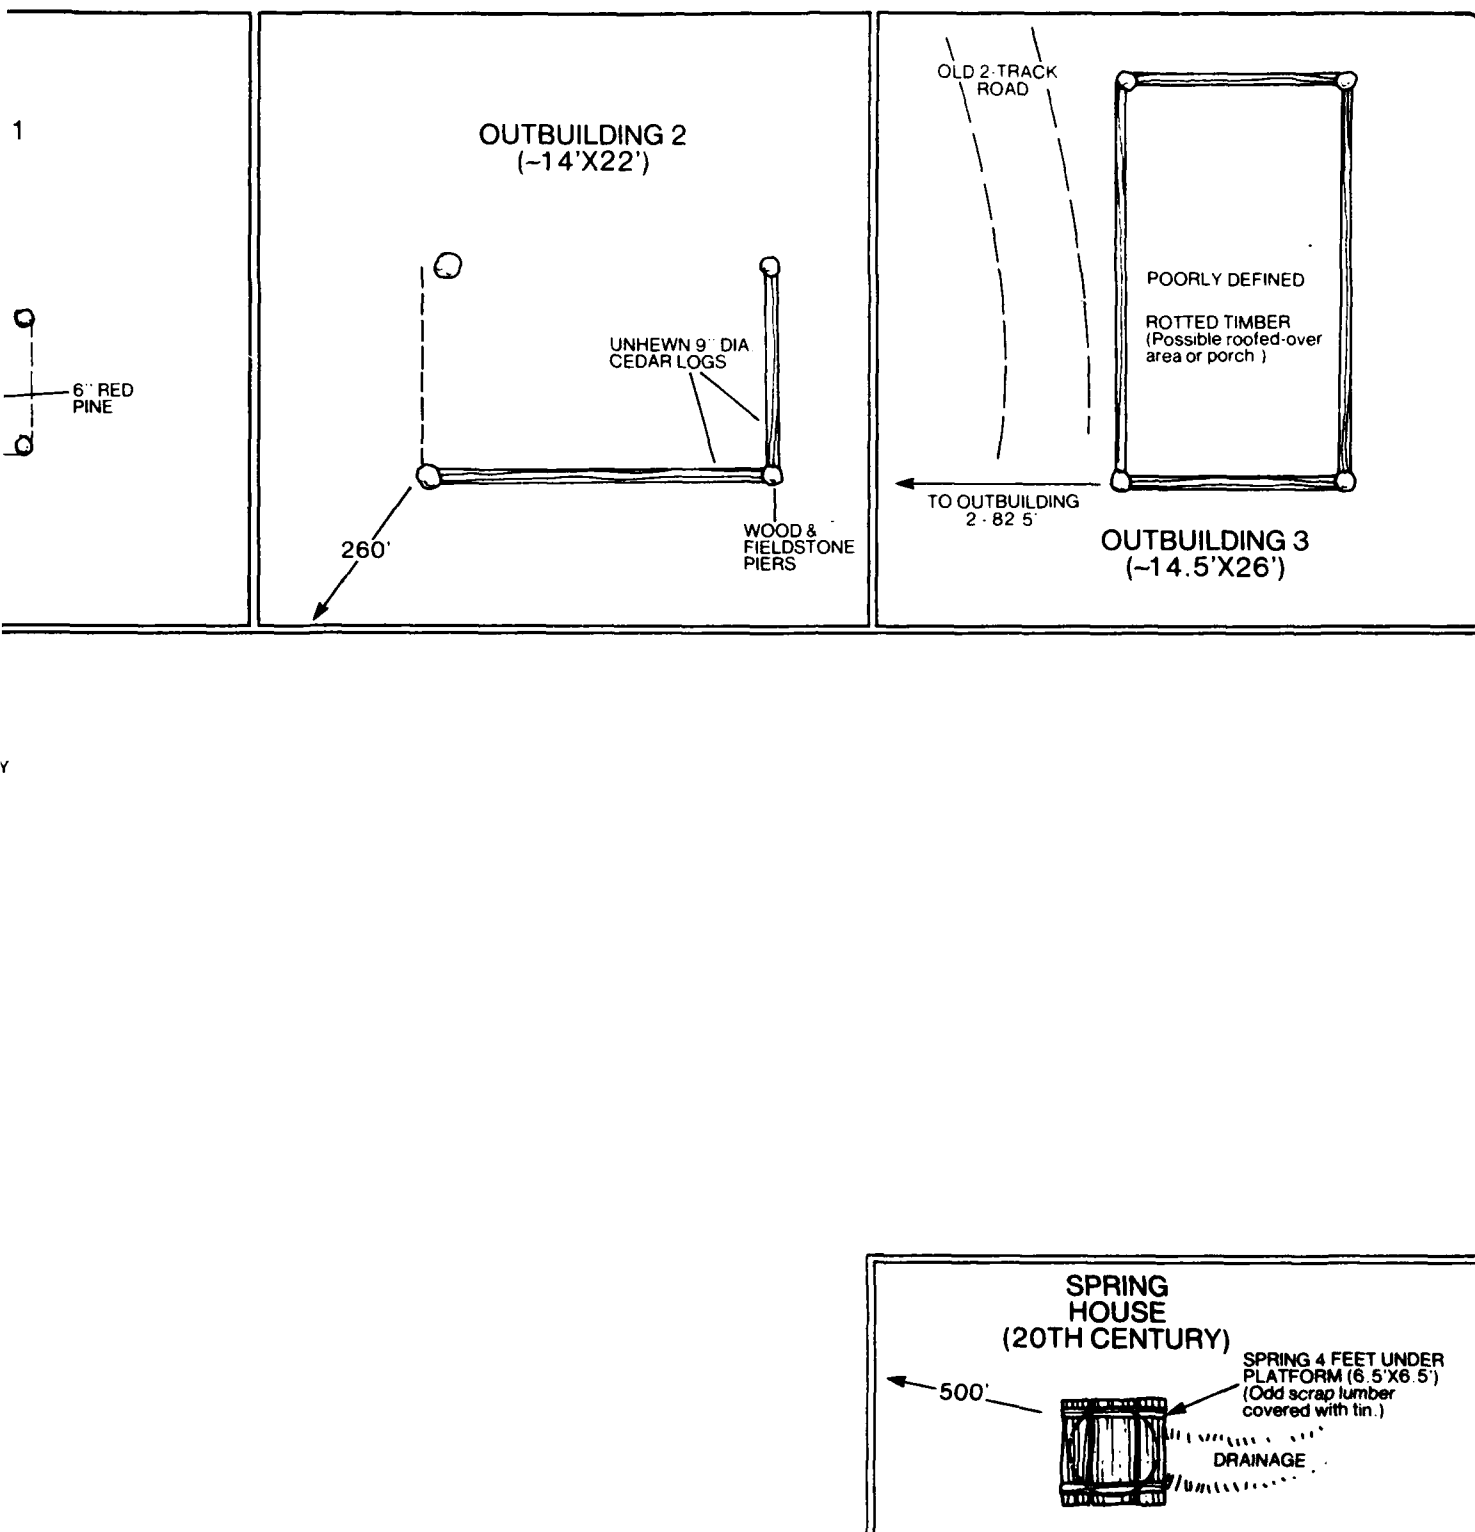 1
6" RED
PINE
OUTBUILDING 2
(~14'X22')
UNHEWN 9" DIA
CEDAR LOGS
260'
WOOD &
FIELDSTONE
PIERS
OLD 2-TRACK
ROAD
POORLY DEFINED
ROTTED TIMBER
(Possible roofed-over
area or porch )
TO OUTBUILDING
2 - 82 5'
OUTBUILDING 3
(~14.5'X26')
Y
SPRING
HOUSE
(20TH CENTURY)
500'
SPRING 4 FEET UNDER
PLATFORM (6.5'X6.5')
(Odd scrap lumber
covered with tin.)
DRAINAGE